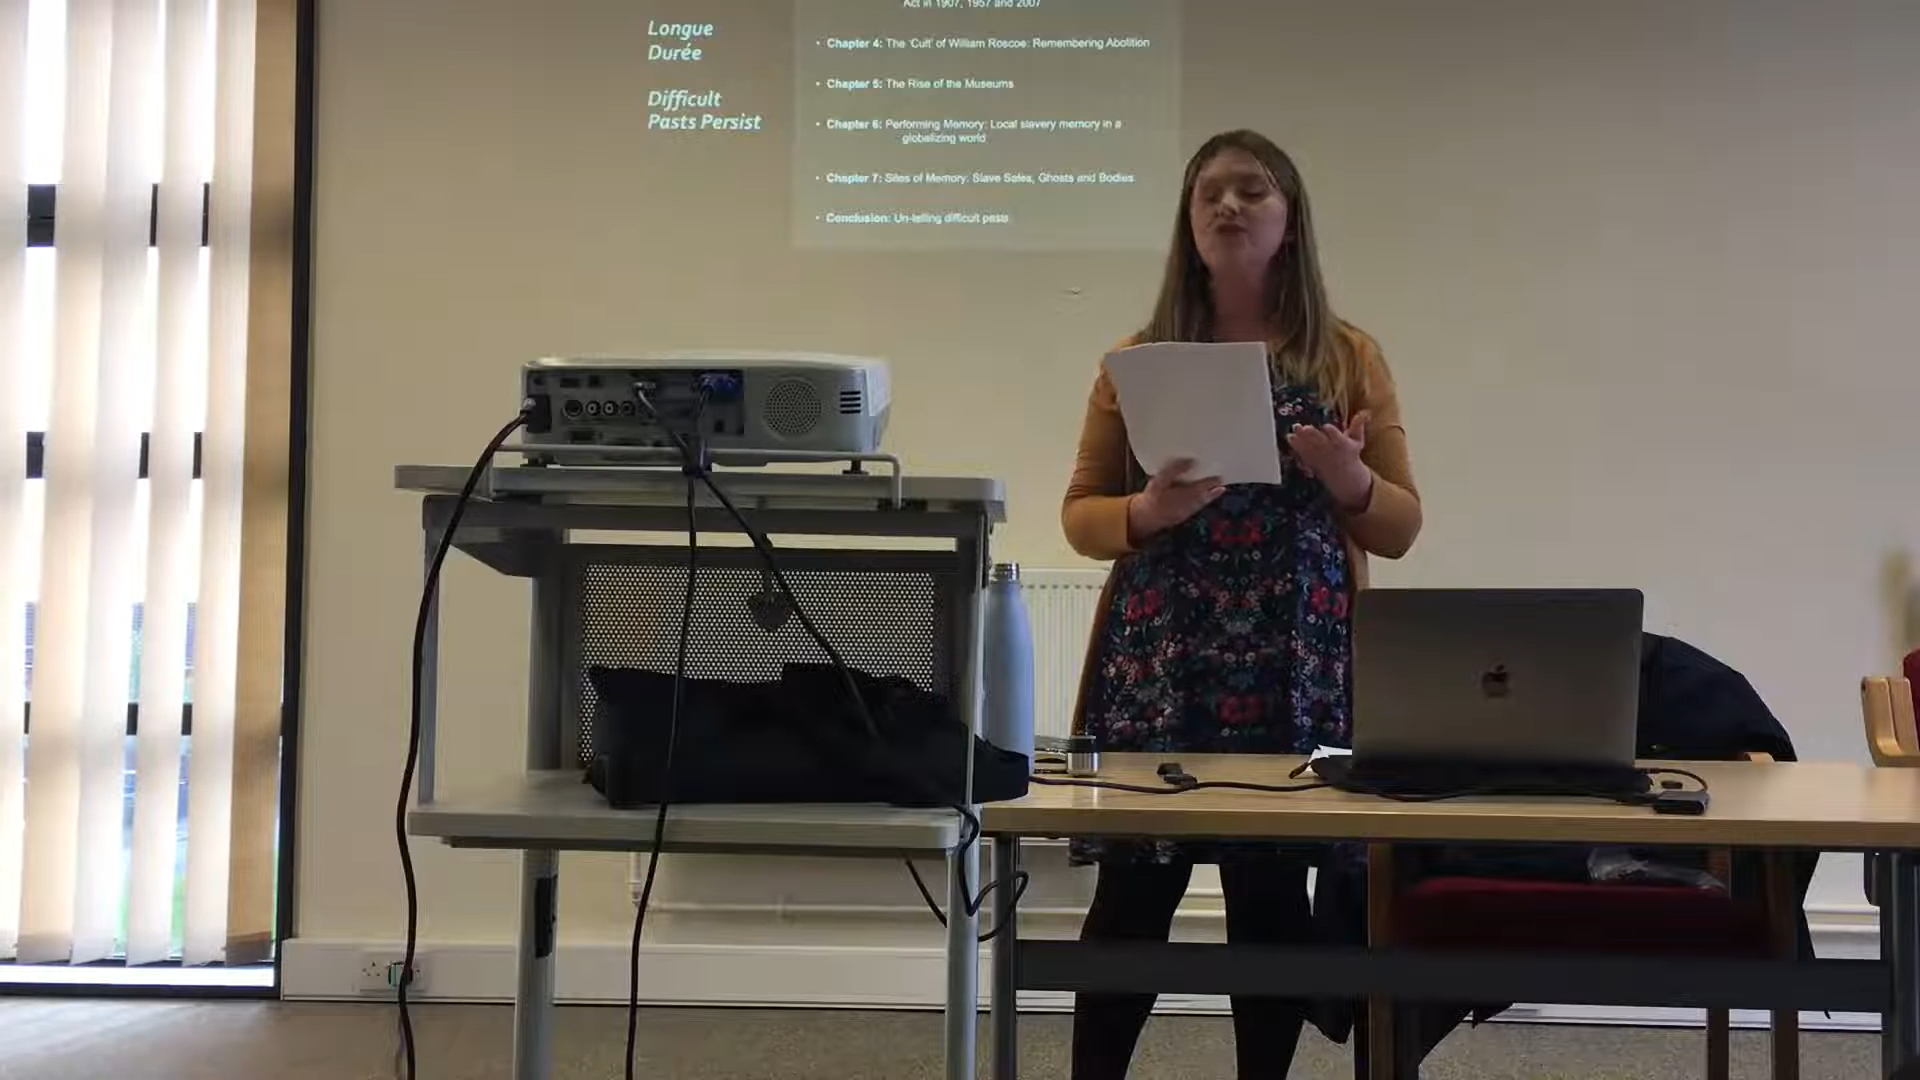 Longue
Durée
Difficult
Pasts Persist
Act in 1907, 1957 and 2007
• Chapter 4: The 'Cult' of William Roscoe: Remembering Abolition
• Chapter 5: The Rise of the Museums
• Chapter 6: Performing Memory: Local slavery memory in a
globalizing world
• Chapter 7: Sites of Memory: Slave Sales, Ghosts and Bodies
• Conclusion: Un-telling difficult pasts